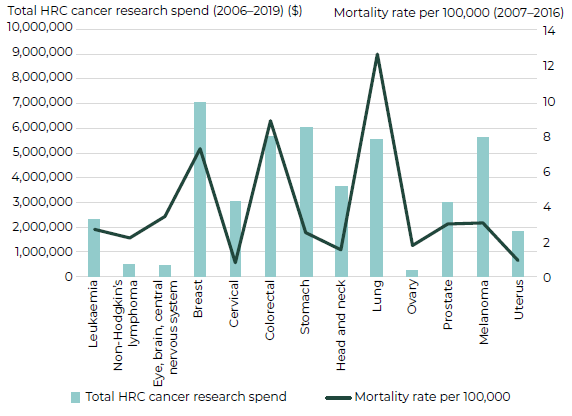 Total HRC cancer research spend (2006–2019) ($)
Mortality rate per 100,000 (2007–2016)
10,000,000
9,000,000
8,000,000
7,000,000
6,000,000
5,000,000
4,000,000
3,000,000
2,000,000
1,000,000
0
14
12
10
8
6
4
2
0
Leukaemia
Non-Hodgkin's
lymphoma
Eye, brain, central
nervous system
Breast
Cervical
Colorectal
Stomach
Head and neck
Lung
Ovary
Prostate
Melanoma
Uterus
Total HRC cancer research spend
Mortality rate per 100,000